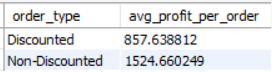 order_type avg_profit_per_order
Discounted 857.638812
Non-Discounted 1524.660249